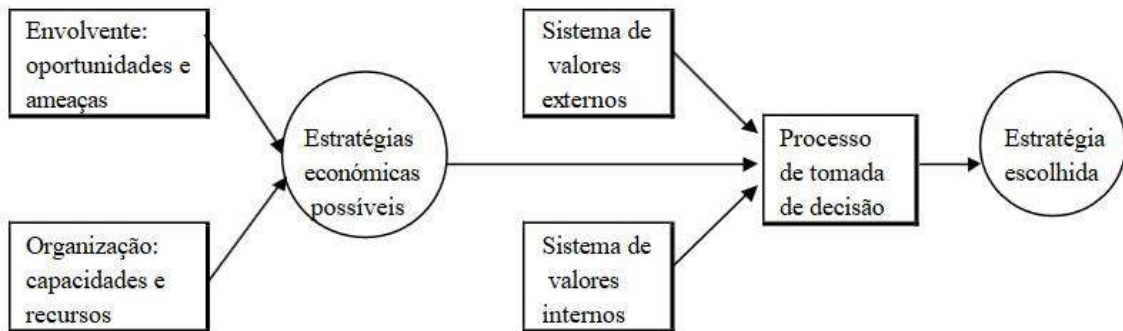 Envolvente:
oportunidades e
ameaças
Organização:
capacidades e
recursos
Estratégias
económicas
possíveis
Sistema de
valores
externos
Sistema de
valores
internos
Processo
de tomada
de decisão
Estratégia
escolhida